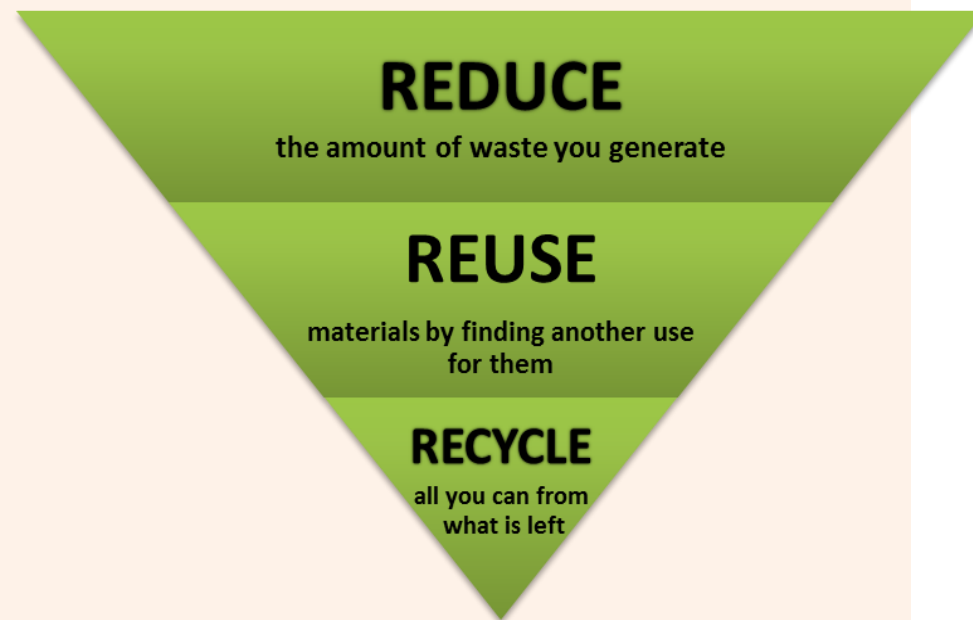 REDUCE
the amount of waste you generate
REUSE
materials by finding another use
for them
RECYCLE
all you can from
what is left